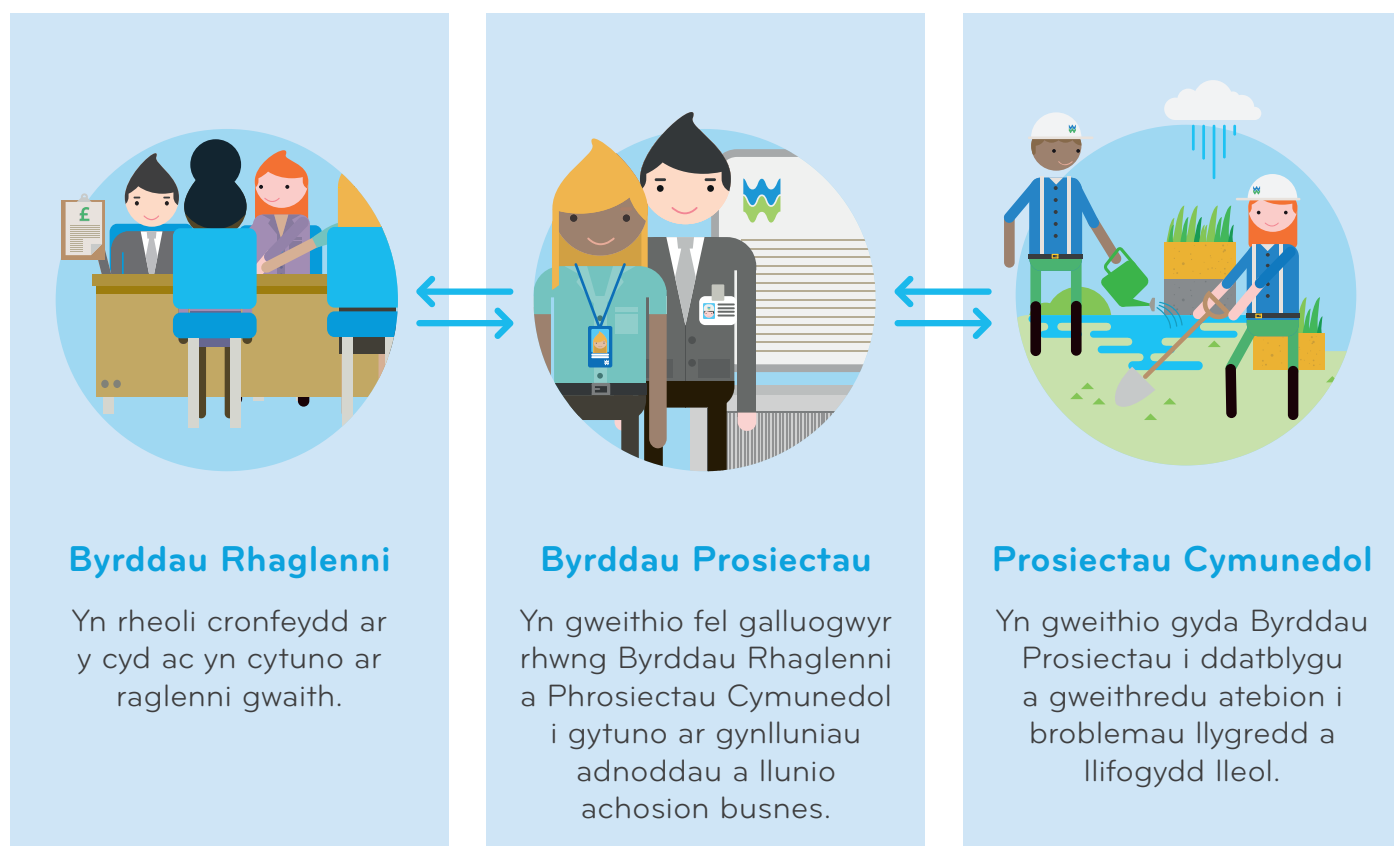 £
Byrddau Rhaglenni
Yn rheoli cronfeydd ar
y cyd ac yn cytuno ar
raglenni gwaith.
Byrddau Prosiectau
Yn gweithio fel galluogwyr
rhwng Byrddau Rhaglenni
a Phrosiectau Cymunedol
i gytuno ar gynlluniau
adnoddau a llunio
achosion busnes.
Prosiectau Cymunedol
Yn gweithio gyda Byrddau
Prosiectau i ddatblygu
a gweithredu atebion i
broblemau llygredd a
llifogydd lleol.